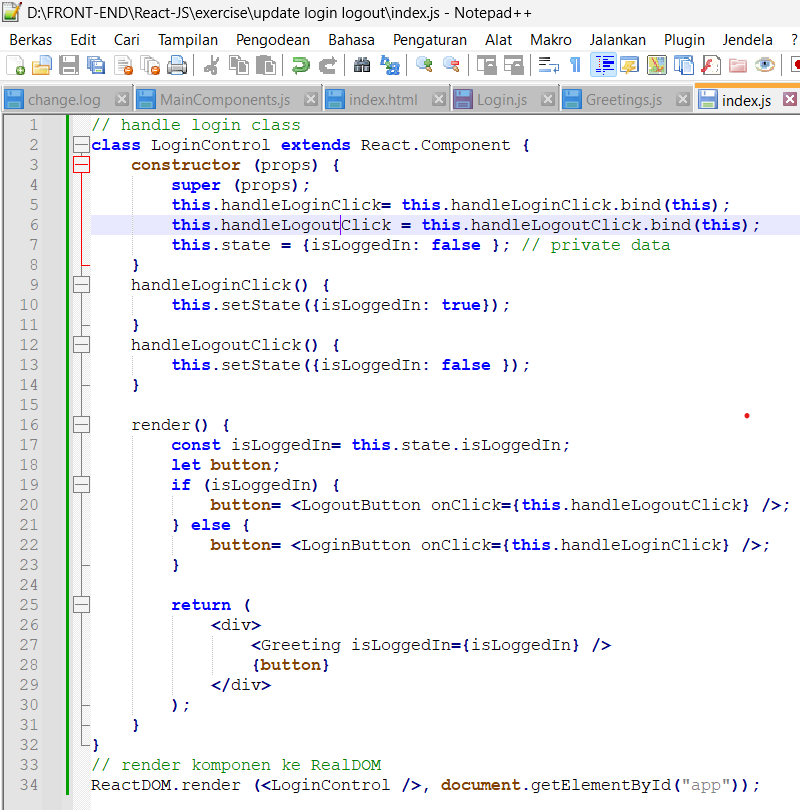 D:\FRONT-END\React-JS\exercise\update login logout\index.js - Notepad++
Berkas Edit Cari Tampilan Pengodean Bahasa Pengaturan Alat Makro Jalankan Plugin Jendela ?
change.log MainComponents.js index.html Login.js Greetings.js index.js
1 // handle login class
2 class LoginControl extends React.Component {
3     constructor (props) {
4         super (props);
5         this.handleLoginClick= this.handleLoginClick.bind(this);
6         this.handleLogoutClick = this.handleLogoutClick.bind(this);
7         this.state = {isLoggedIn: false }; // private data
8     }
9     handleLoginClick() {
10         this.setState({isLoggedIn: true});
11     }
12     handleLogoutClick() {
13         this.setState({isLoggedIn: false });
14     }
15
16     render() {
17         const isLoggedIn= this.state.isLoggedIn;
18         let button;
19         if (isLoggedIn) {
20             button= <LogoutButton onClick={this.handleLogoutClick} />;
21         } else {
22             button= <LoginButton onClick={this.handleLoginClick} />;
23         }
24
25         return (
26             <div>
27                 <Greeting isLoggedIn={isLoggedIn} />
28                 {button}
29             </div>
30         );
31     }
32 }
33 // render komponen ke RealDOM
34 ReactDOM.render (<LoginControl />, document.getElementById("app"));